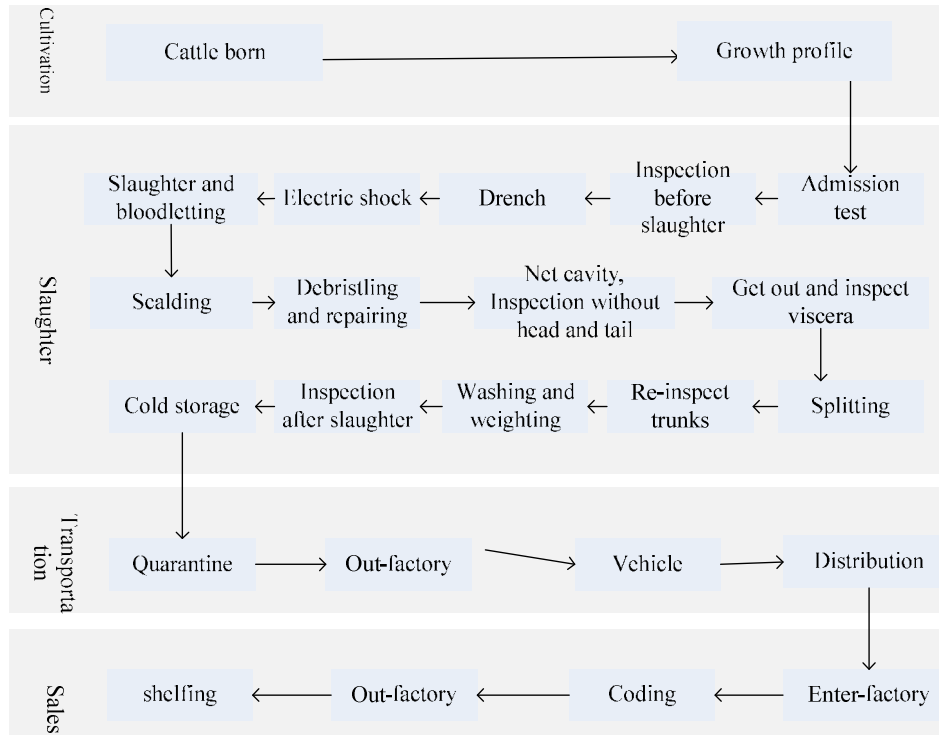 Cultivation
Cattle born
Growth profile
Slaughter
Slaughter and
bloodletting
Electric shock
Drench
Inspection
before
slaughter
Admission
test
Scalding
Debristling
and repairing
Net cavity,
Inspection without
head and tail
Get out and inspect
viscera
Cold storage
Inspection
after slaughter
Washing and
weighting
Re-inspect
trunks
Splitting
Transporta
tion
Quarantine
Out-factory
Vehicle
Distribution
Sales
shelfing
Out-factory
Coding
Enter-factory